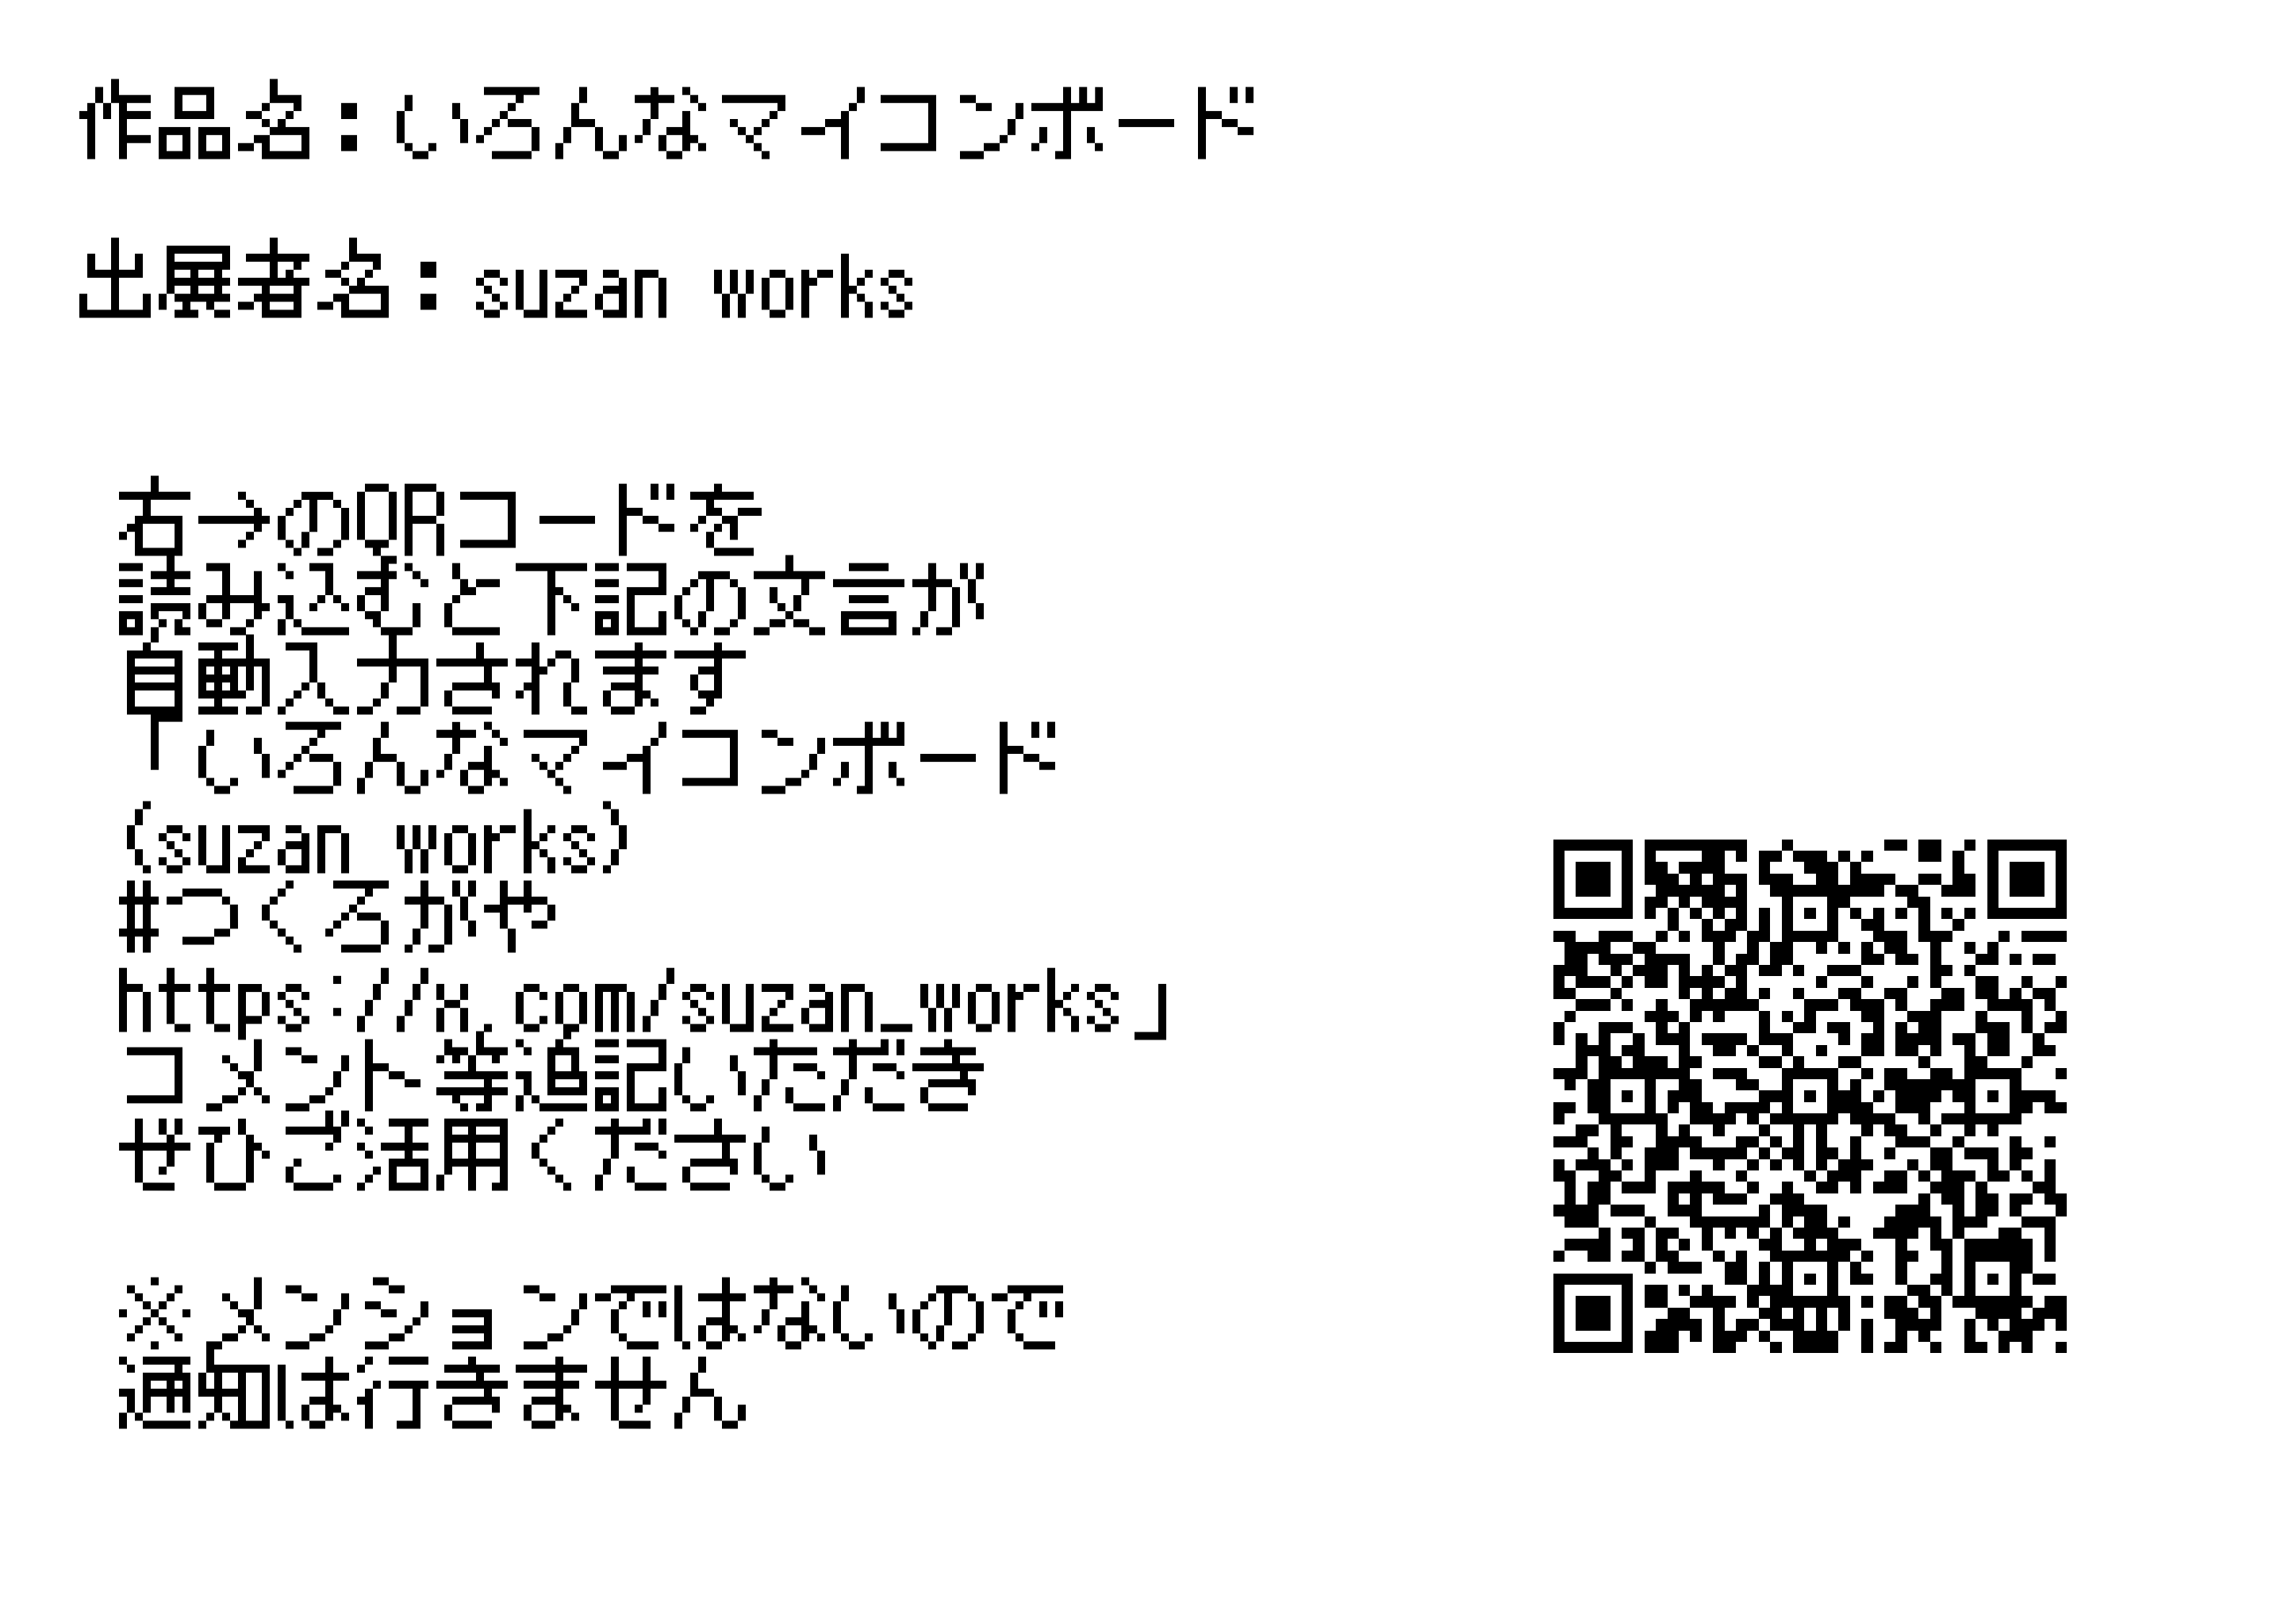 作品名：いろんなマイコンボード
出展者名：suzan works
右→のQRコードを
読み込むと下記の文言が
自動入力されます
「いろんなマイコンボード
(suzan works)
#つくろがや
https://x.com/suzan_works」
コメント等追記いただき
ぜひご活用ください
※メンションではないので
通知は行きません